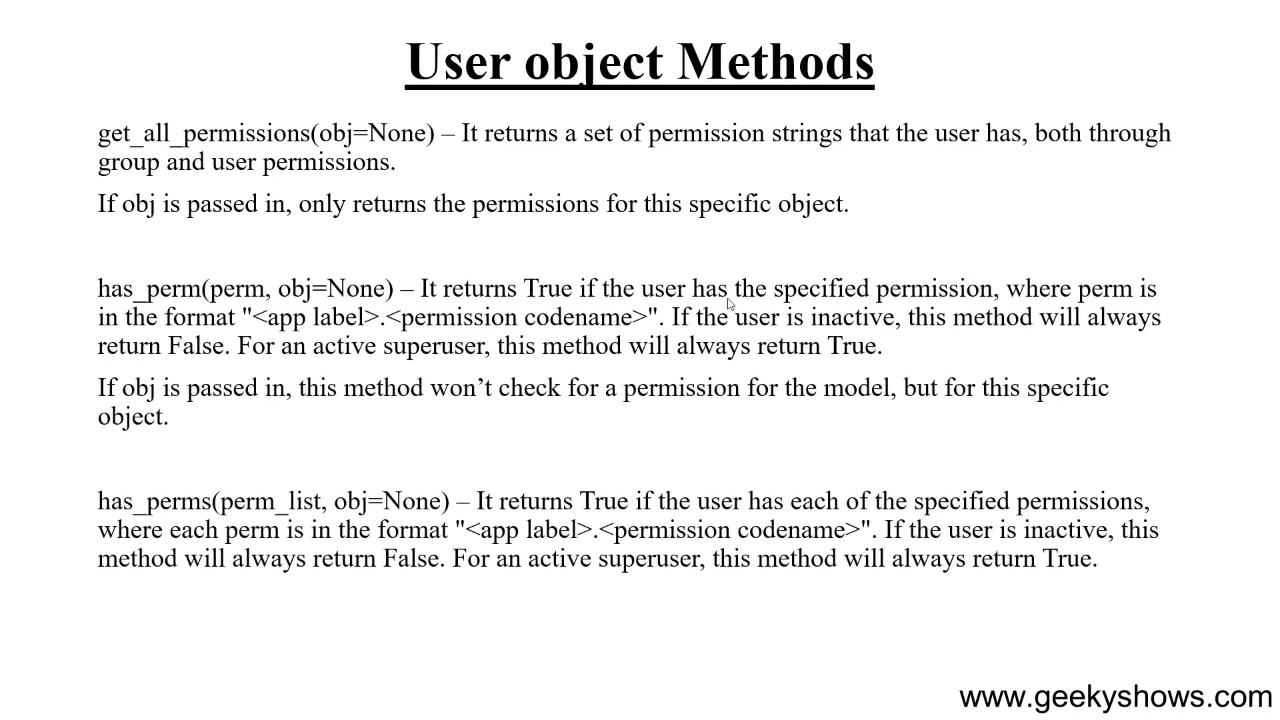 User object Methods
get_all_permissions(obj=None) – It returns a set of permission strings that the user has, both through
group and user permissions.
If obj is passed in, only returns the permissions for this specific object.
has_perm(perm, obj=None) – It returns True if the user has the specified permission, where perm is
in the format "<app label>.<permission codename>". If the user is inactive, this method will always
return False. For an active superuser, this method will always return True.
If obj is passed in, this method won’t check for a permission for the model, but for this specific
object.
has_perms(perm_list, obj=None) – It returns True if the user has each of the specified permissions,
where each perm is in the format "<app label>.<permission codename>". If the user is inactive, this
method will always return False. For an active superuser, this method will always return True.
www.geekyshows.com